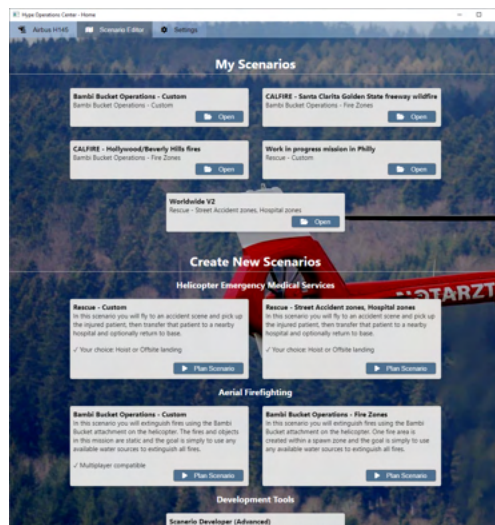 Hype Operations Center - Home
Airbus H145
Scenario Editor
Settings
My Scenarios
Bambi Bucket Operations - Custom
Bambi Bucket Operations - Custom
Open
CALFIRE - Santa Clarita Golden State freeway wildfire
Bambi Bucket Operations - Fire Zones
Open
CALFIRE - Hollywood/Beverly Hills fires
Bambi Bucket Operations - Fire Zones
Open
Work in progress mission in Philly
Rescue - Custom
Open
Worldwide V2
Rescue - Street Accident zones, Hospital zones
Open
Create New Scenarios
Helicopter Emergency Medical Services
Rescue - Custom
In this scenario you will fly to an accident scene and pick up
the injured patient, then transfer that patient to a nearby
hospital and optionally return to base.
✓ Your choice: Hoist or Offsite landing
Plan Scenario
Rescue - Street Accident zones, Hospital zones
In this scenario you will fly to an accident scene and pick up
the injured patient, then transfer that patient to a nearby
hospital and optionally return to base.
✓ Your choice: Hoist or Offsite landing
Plan Scenario
NOTARZT
Aerial Firefighting
Bambi Bucket Operations - Custom
In this scenario you will extinguish fires using the Bambi
Bucket attachment on the helicopter. The fires and objects
in this mission are static and the goal is simply to use any
available water sources to extinguish all fires.
✓ Multiplayer compatible
Plan Scenario
Bambi Bucket Operations - Fire Zones
In this scenario you will extinguish fires using the Bambi
Bucket attachment on the helicopter. One fire area is
created within a spawn zone and the goal is simply to use
any available water sources to extinguish all fires.
Plan Scenario
Development Tools
Scanerio Developer (Advanced)